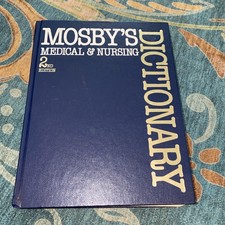 MOSBY'S
MEDICAL & NURSING
2ND
EDITION
DICTIONARY